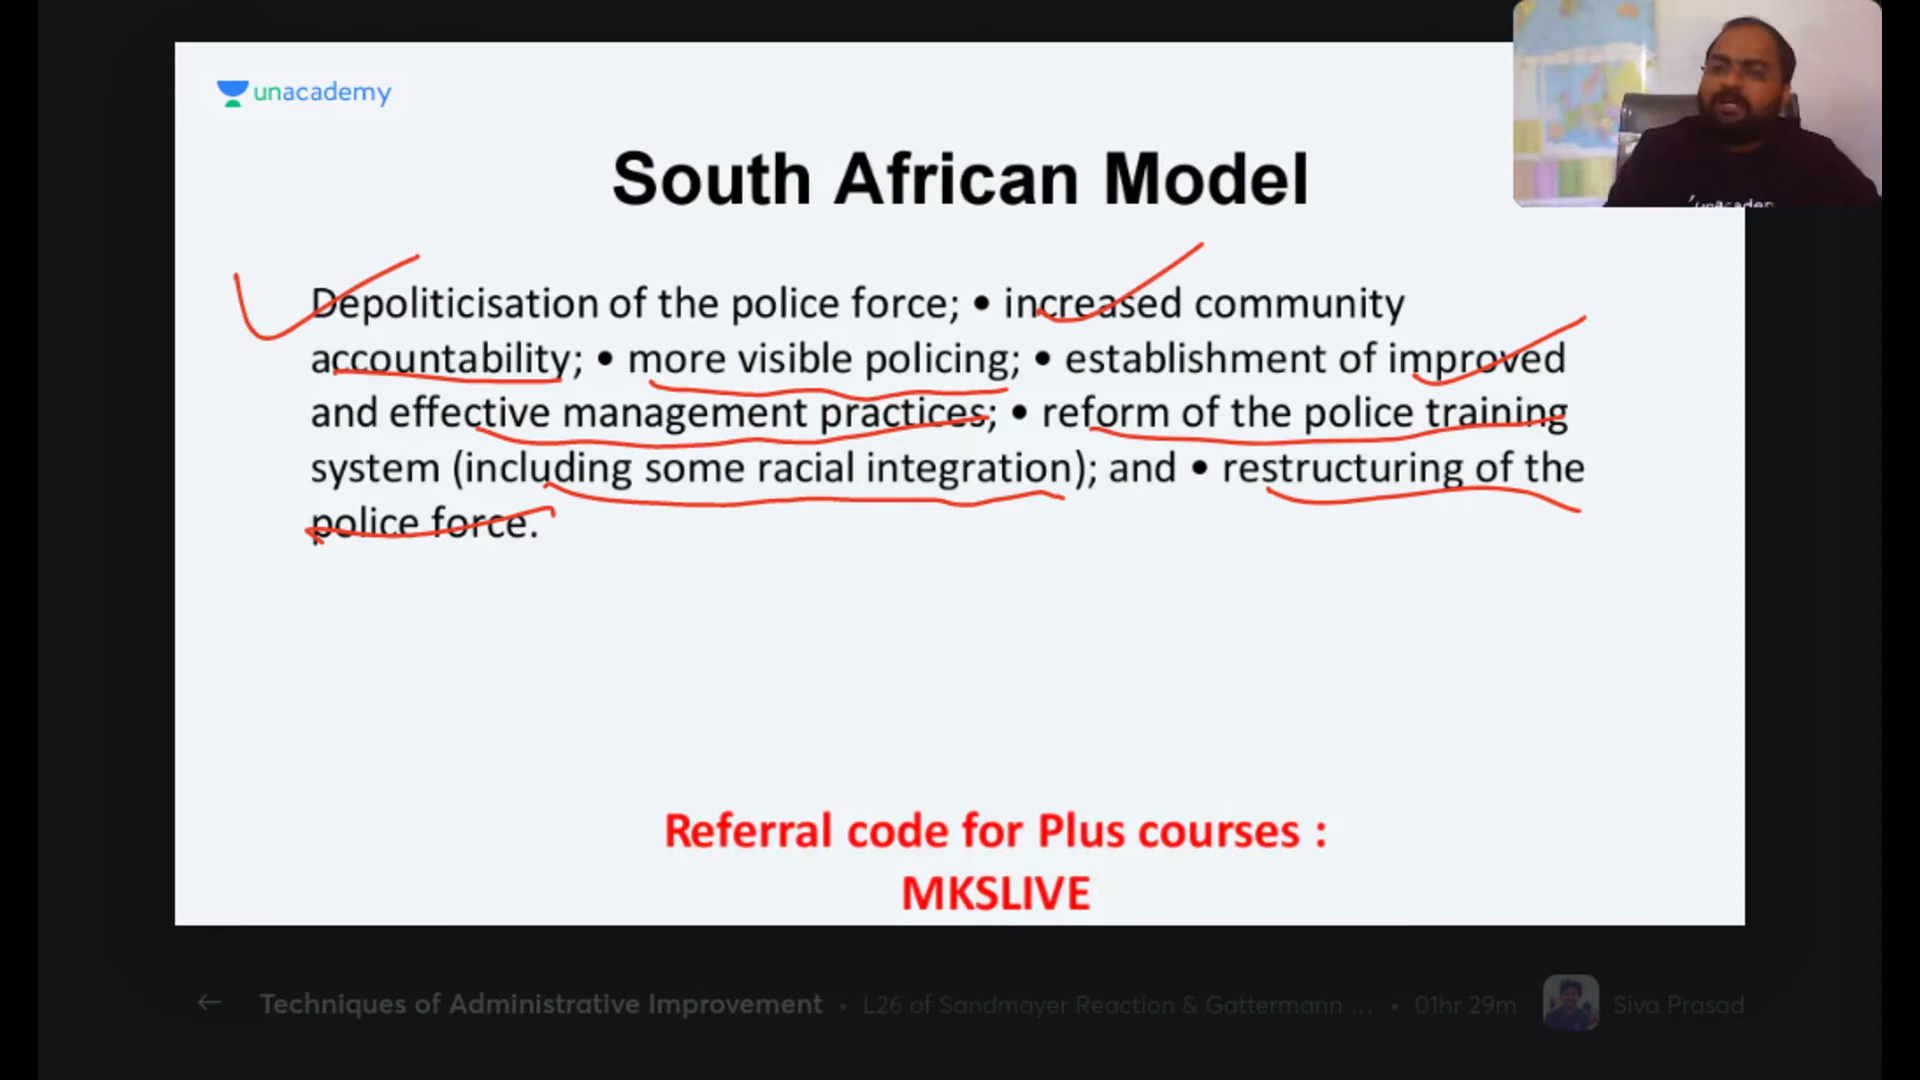 unacademy
South African Model
Depoliticisation of the police force; • increased community
accountability; • more visible policing; • establishment of improved
and effective management practices; • reform of the police training
system (including some racial integration); and • restructuring of the
police force.
Referral code for Plus courses :
MKSLIVE
Techniques of Administrative Improvement • L26 of Sandmayer Reaction & Gattermann ... • 01hr 29m Siva Prasad